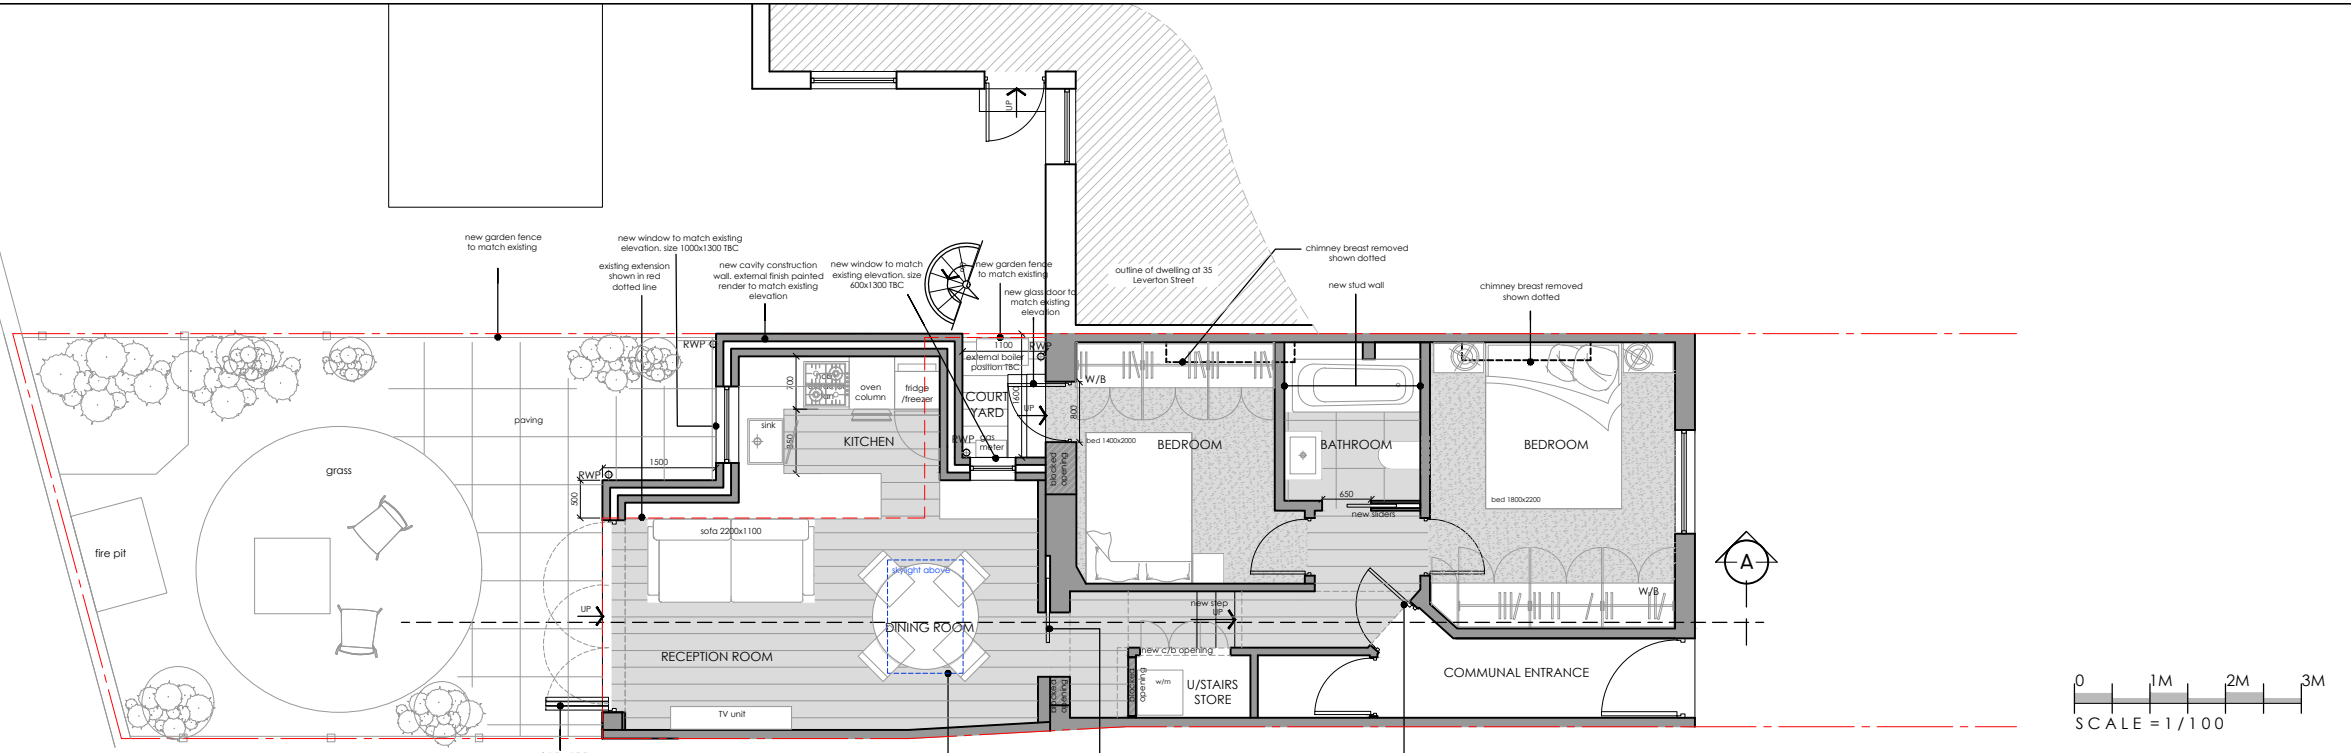 UP
new garden fence
to match existing
new window to match existing
elevation. size 1000x1300 TBC
existing extension
shown in red
dotted line
new cavity construction
wall. external finish painted
render to match existing
elevation
new window to match
existing elevation. size
600x1300 TBC
new garden fence
to match existing
new glass door to
match existing
elevation
outline of dwelling at 35
Leverton Street
chimney breast removed
shown dotted
new stud wall
chimney breast removed
shown dotted
RWP
1100
RWP
external boiler
position TBC
700
oven
column
fridge
/freezer
1600
COURT
YARD
UP
800
W/B
paving
sink
850
KITCHEN
RWP
gas
meter
bed 1400x2000
BEDROOM
BATHROOM
BEDROOM
grass
1500
RWP
500
blocked
opening
650
new sliders
bed 1800x2200
sofa 2200x1100
fire pit
skylight above
A
UP
new step
UP
W/B
DINING ROOM
RECEPTION ROOM
new c/b opening
COMMUNAL ENTRANCE
blocked
opening
blocked
opening
w/m
U/STAIRS
STORE
TV unit
0 1M 2M 3M
SCALE =1/100